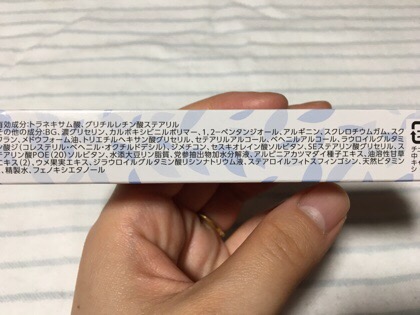 有効成分:トラネキサム酸、グリチルレチン酸ステアリル
その他の成分:BG、濃グリセリン、カルボキシビニルポリマー、1,2-ペンタンジオール、アルギニン、スクレロチウムガム、スク
ワラン、メドウフォーム油、トリエチルヘキサン酸グリセリル、セテアリルアルコール、ベヘニルアルコール、ラウロイルグルタミ
ン酸ジ(コレステリル・ベヘニル・オクチルドデシル)、ジメチコン、セスキオレイン酸ソルビタン、SEステアリン酸グリセリル、ス
テアリン酸POE(20)ソルビタン、水添大豆リン脂質、党参抽出物加水分解液、アルピニアカツマダイ種子エキス、油溶性甘草
エキス(2)、ウメ果実エキス、ジラウロイルグルタミン酸リシンナトリウム液、ステアロイルフィトスフィンゴシン、天然ビタミン
E、精製水、フェノキシエタノール